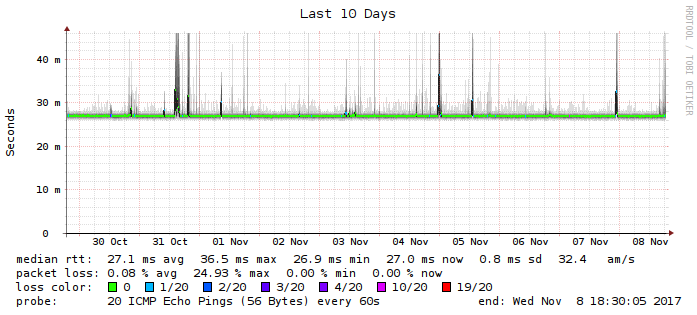 Last 10 Days
RRDTOOL / TOBI OETIKER
Seconds
40 m
30 m
20 m
10 m
0
30 Oct 31 Oct 01 Nov 02 Nov 03 Nov 04 Nov 05 Nov 06 Nov 07 Nov 08 Nov
median rtt: 27.1 ms avg 36.5 ms max 26.9 ms min 27.0 ms now 0.8 ms sd 32.4 am/s
packet loss: 0.08 % avg 24.93 % max 0.00 % min 0.00 % now
loss color: 0 1/20 2/20 3/20 4/20 10/20 19/20
probe: 20 ICMP Echo Pings (56 Bytes) every 60s end: Wed Nov 8 18:30:05 2017